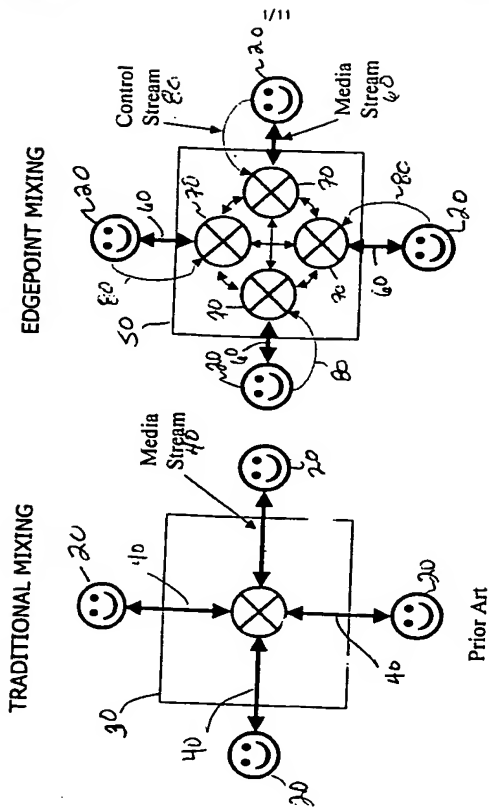 1/11
TRADITIONAL MIXING
20
30
40
Media
Stream 40
20
20
40
40
20
Prior Art
EDGEPOINT MIXING
20
Control
Stream 80
50
80
60
70
20
70
Media
Stream 60
20
60
70
70
80
80
60
20